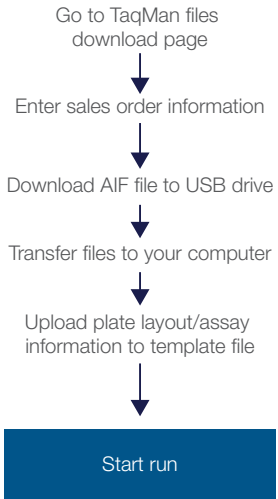 Go to TaqMan files
download page
Enter sales order information
Download AIF file to USB drive
Transfer files to your computer
Upload plate layout/assay
information to template file
Start run